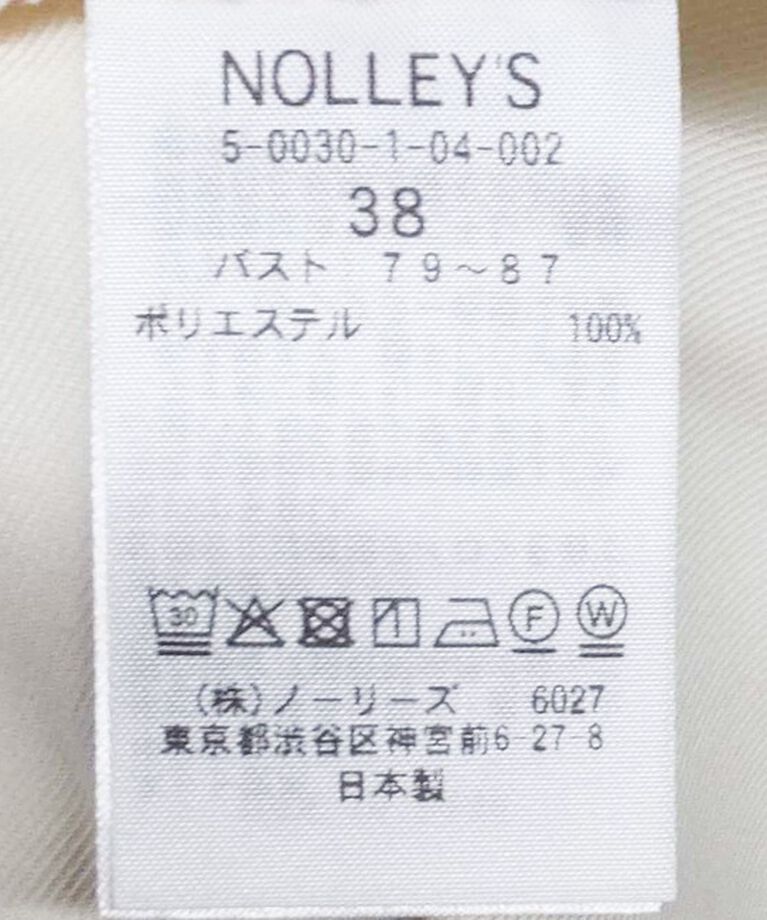 NOLLEY'S
5-0030-1-04-002
38
バスト 79〜87
ポリエステル 100%
30 F W
(株)ノーリーズ 6027
東京都渋谷区神宮前6-27-8
日本製